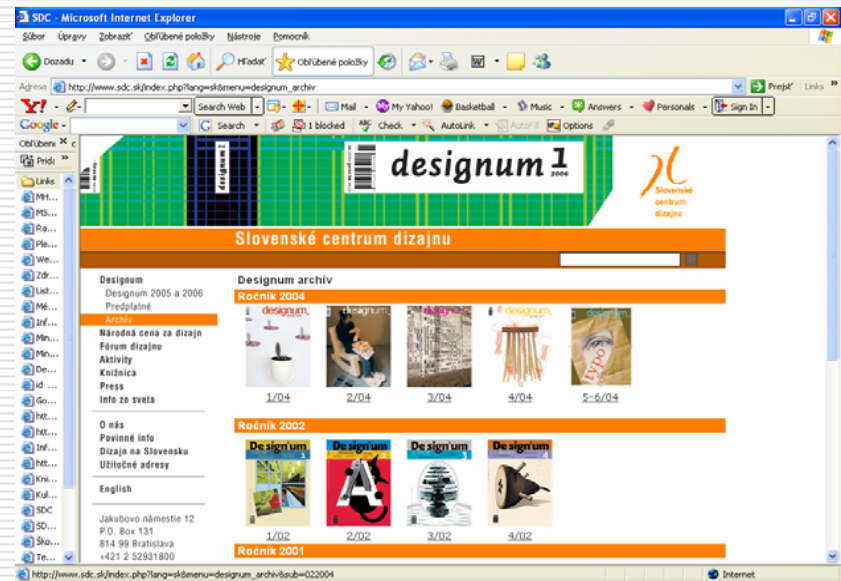 SDC - Microsoft Internet Explorer
Súbor Úpravy Zobraziť Obľúbené položky Nástroje Pomocník
Dozadu Hľadať Obľúbené položky
Adresa http://www.sdc.sk/index.php?lang=sk&menu=designum_archiv Prejsť Links
Y! Search Web Mail My Yahoo! Basketball Music Answers Personals Sign In
Google Search 1 blocked Check AutoLink AutoFill Options
Obľúbené
Links
designum 1
2006
Slovenské
centrum
dizajnu
Slovenské centrum dizajnu
Designum
Designum 2005 a 2006
Predplatné
Archív
Národná cena za dizajn
Fórum dizajnu
Aktivity
Knižnica
Press
Info zo sveta
O nás
Povinné info
Dizajn na Slovensku
Užitočné adresy
English
Jakubovo námestie 12
P.O. Box 131
814 99 Bratislava
+421 2 52931800
Designum archív
Ročník 2004
designum, designum, designum, designum, designum,
typo
1/04 2/04 3/04 4/04 5-6/04
Ročník 2002
De sign'um De sign'um De sign'um De sign'um
1/02 2/02 3/02 4/02
Ročník 2001
http://www.sdc.sk/index.php?lang=sk&menu=designum_archiv&sub=022004 Internet